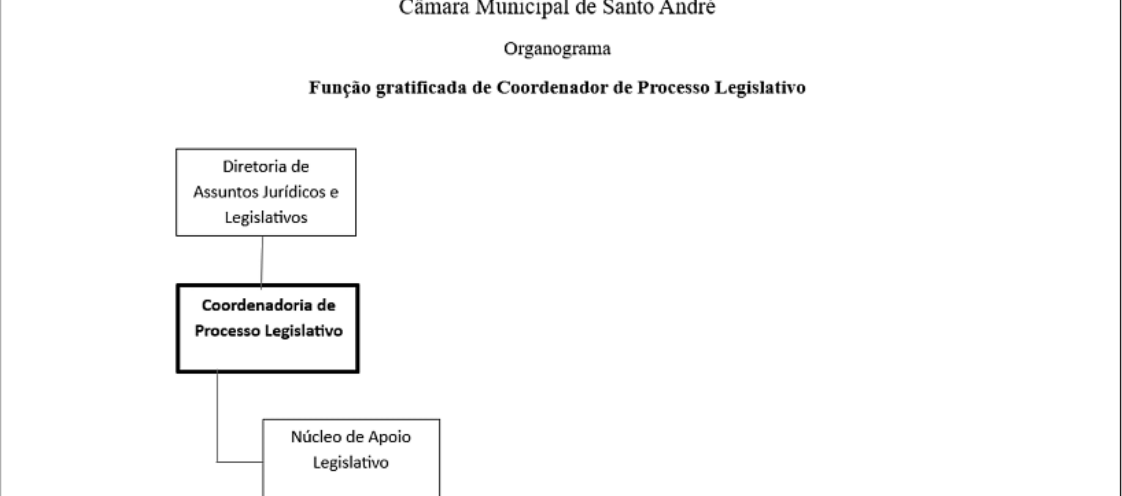 Câmara Municipal de Santo André
Organograma
Função gratificada de Coordenador de Processo Legislativo
Diretoria de
Assuntos Jurídicos e
Legislativos
Coordenadoria de
Processo Legislativo
Núcleo de Apoio
Legislativo